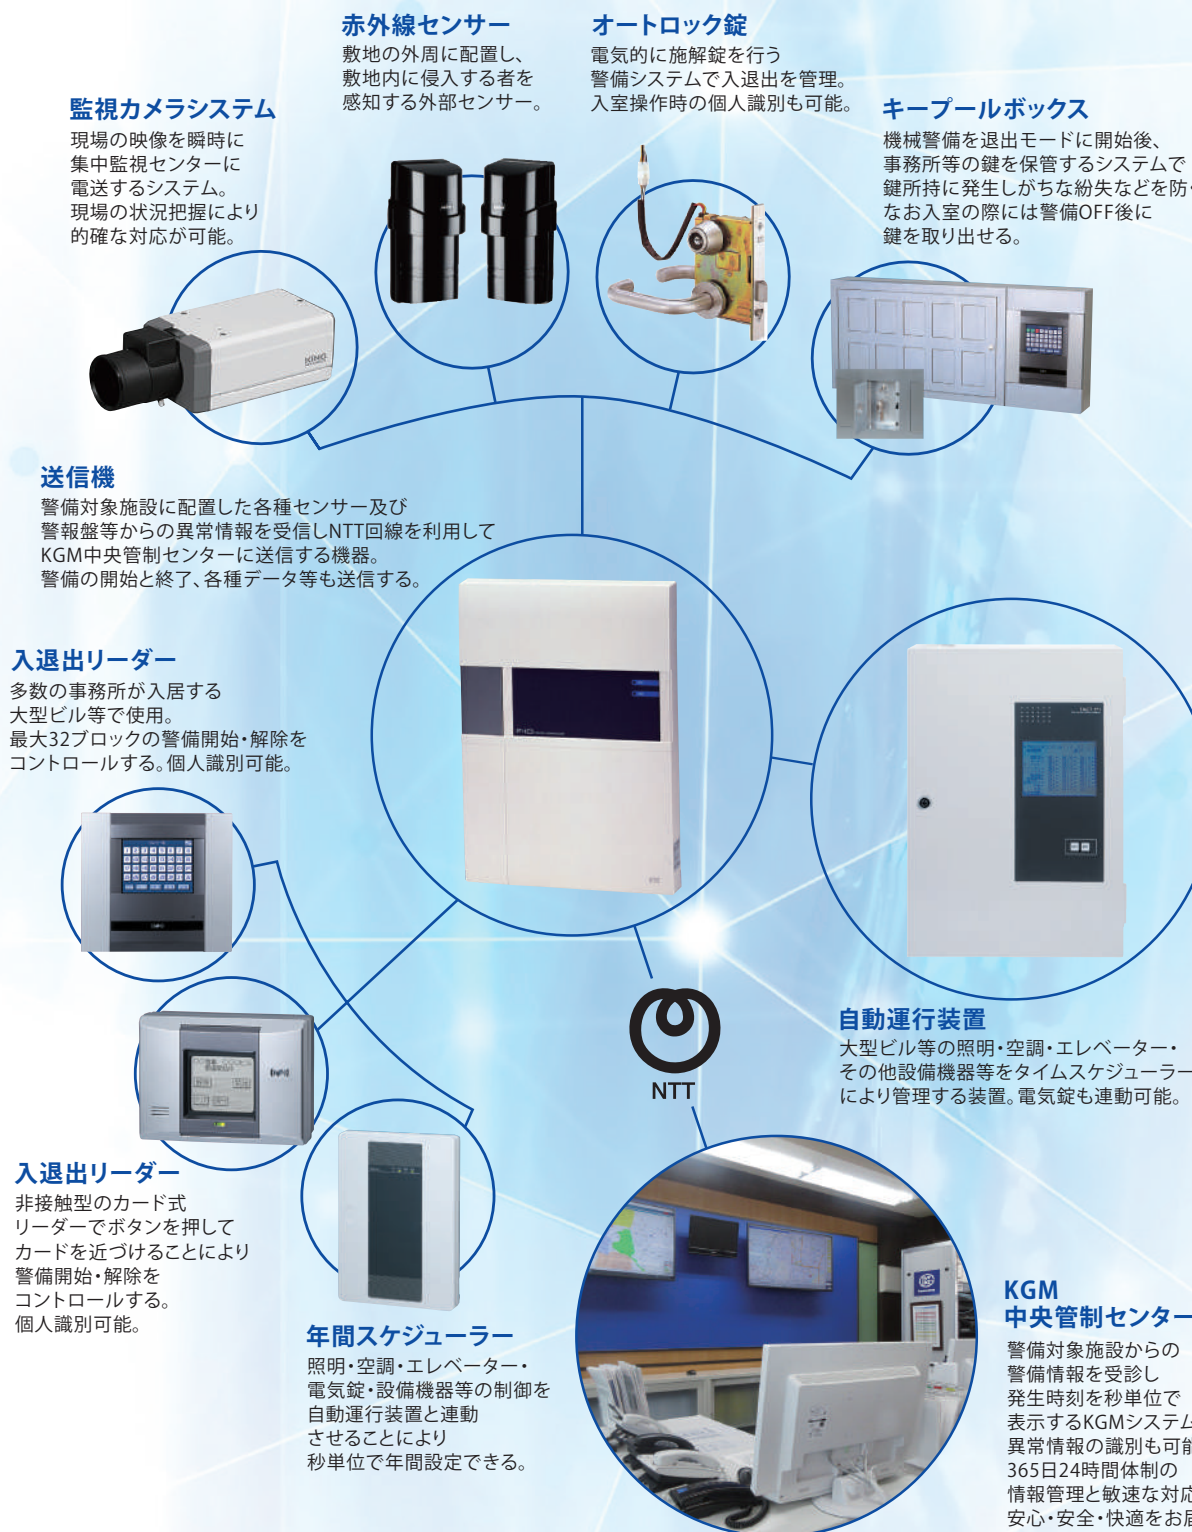 赤外線センサー
敷地の外周に配置し、
敷地内に侵入する者を
感知する外部センサー。
オートロック錠
電気的に施解錠を行う
警備システムで入退出を管理。
入室操作時の個人識別も可能。
監視カメラシステム
現場の映像を瞬時に
集中監視センターに
電送するシステム。
現場の状況把握により
的確な対応が可能。
キープールボックス
機械警備を退出モードに開始後、
事務所等の鍵を保管するシステムで
鍵所持に発生しがちな紛失などを防
なお入室の際には警備OFF後に
鍵を取り出せる。
KING
送信機
警備対象施設に配置した各種センサー及び
警報盤等からの異常情報を受信しNTT回線を利用して
KGM中央管制センターに送信する機器。
警備の開始と終了、各種データ等も送信する。
入退出リーダー
多数の事務所が入居する
大型ビル等で使用。
最大32ブロックの警備開始・解除を
コントロールする。個人識別可能。
NTT
自動運行装置
大型ビル等の照明・空調・エレベーター・
その他設備機器等をタイムスケジューラー
により管理する装置。電気錠も連動可能。
入退出リーダー
非接触型のカード式
リーダーでボタンを押して
カードを近づけることにより
警備開始・解除を
コントロールする。
個人識別可能。
年間スケジューラー
照明・空調・エレベーター・
電気錠・設備機器等の制御を
自動運行装置と連動
させることにより
秒単位で年間設定できる。
KGM
中央管制センター
警備対象施設からの
警備情報を受診し
発生時刻を秒単位で
表示するKGMシステム
異常情報の識別も可能
365日24時間体制の
情報管理と敏速な対応
安心・安全・快適をお届